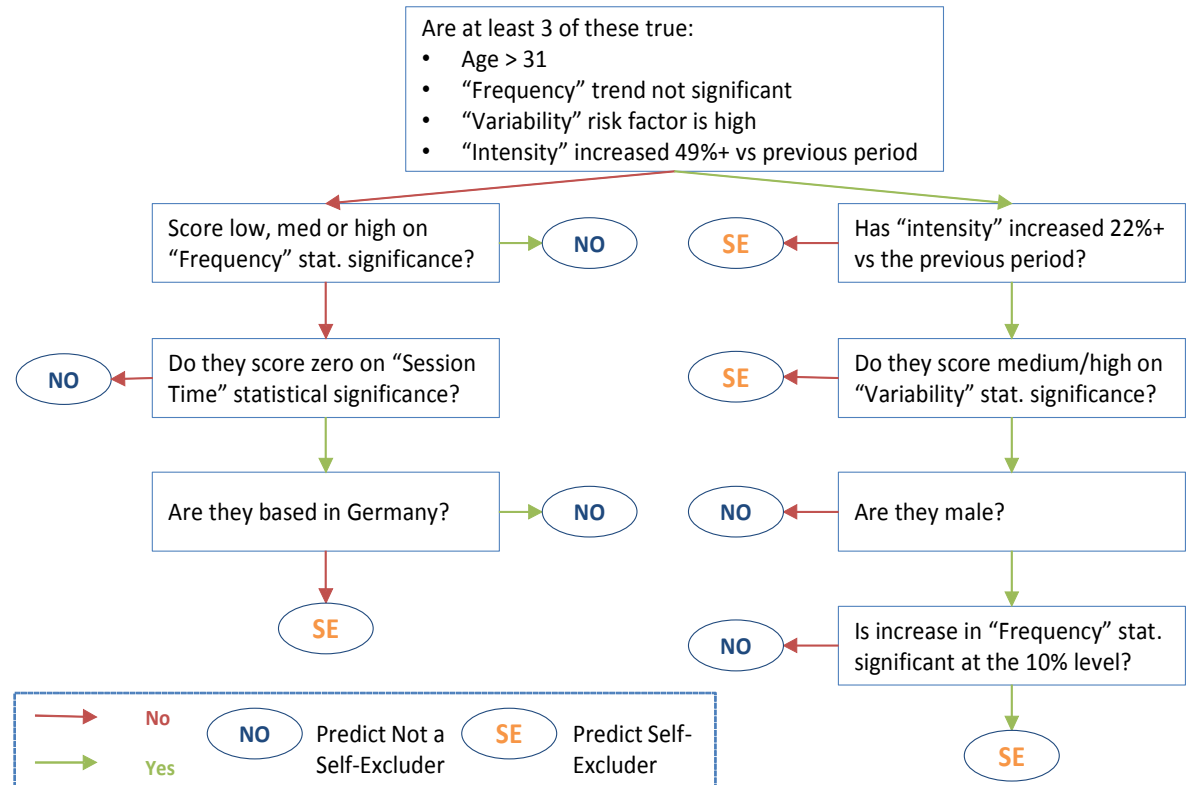 Are at least 3 of these true:
• Age > 31
• “Frequency” trend not significant
• “Variability” risk factor is high
• “Intensity” increased 49%+ vs previous period
Score low, med or high on
“Frequency” stat. significance?
NO
SE
Has “intensity” increased 22%+
vs the previous period?
NO
Do they score zero on “Session
Time” statistical significance?
SE
Do they score medium/high on
“Variability” stat. significance?
Are they based in Germany?
NO
NO
Are they male?
SE
NO
Is increase in “Frequency” stat.
significant at the 10% level?
SE
No
Yes
NO
Predict Not a
Self-Excluder
SE
Predict Self-
Excluder